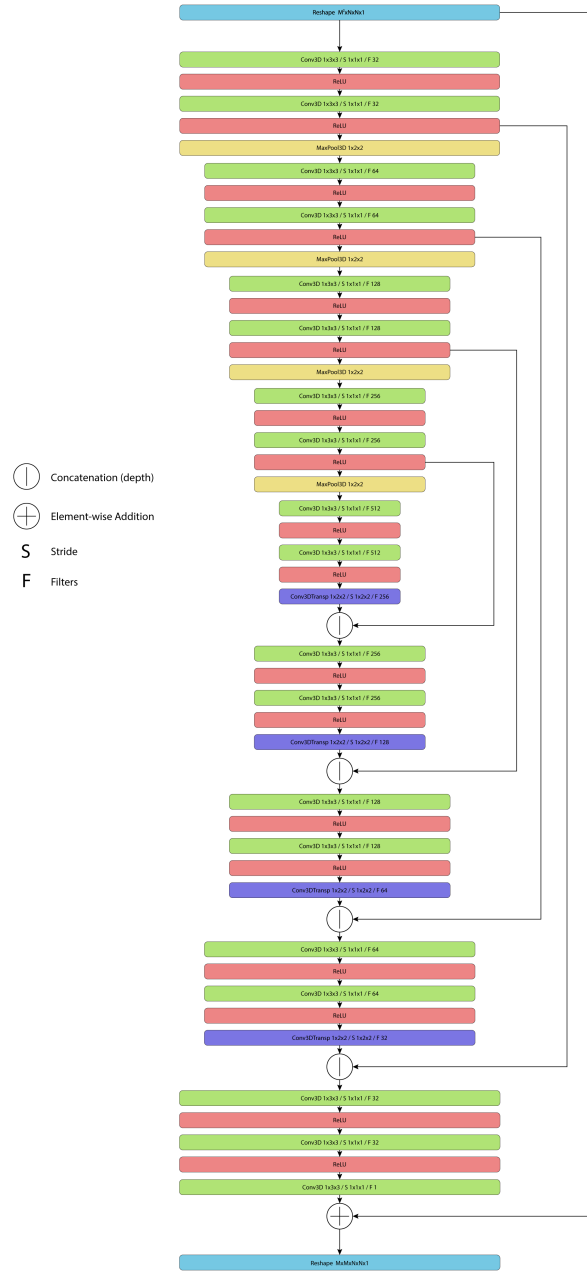 Reshape M²xNxNx1
Conv3D 1x3x3 / S 1x1x1 / F 32
ReLU
Conv3D 1x3x3 / S 1x1x1 / F 32
ReLU
MaxPool3D 1x2x2
Conv3D 1x3x3 / S 1x1x1 / F 64
ReLU
Conv3D 1x3x3 / S 1x1x1 / F 64
ReLU
MaxPool3D 1x2x2
Conv3D 1x3x3 / S 1x1x1 / F 128
ReLU
Conv3D 1x3x3 / S 1x1x1 / F 128
ReLU
MaxPool3D 1x2x2
Conv3D 1x3x3 / S 1x1x1 / F 256
ReLU
Conv3D 1x3x3 / S 1x1x1 / F 256
ReLU
MaxPool3D 1x2x2
Conv3D 1x3x3 / S 1x1x1 / F 512
ReLU
Conv3D 1x3x3 / S 1x1x1 / F 512
ReLU
Conv3DTransp 1x2x2 / S 1x2x2 / F 256
Conv3D 1x3x3 / S 1x1x1 / F 256
ReLU
Conv3D 1x3x3 / S 1x1x1 / F 256
ReLU
Conv3DTransp 1x2x2 / S 1x2x2 / F 128
Conv3D 1x3x3 / S 1x1x1 / F 128
ReLU
Conv3D 1x3x3 / S 1x1x1 / F 128
ReLU
Conv3DTransp 1x2x2 / S 1x2x2 / F 64
Conv3D 1x3x3 / S 1x1x1 / F 64
ReLU
Conv3D 1x3x3 / S 1x1x1 / F 64
ReLU
Conv3DTransp 1x2x2 / S 1x2x2 / F 32
Conv3D 1x3x3 / S 1x1x1 / F 32
ReLU
Conv3D 1x3x3 / S 1x1x1 / F 32
ReLU
Conv3D 1x3x3 / S 1x1x1 / F 1
Reshape MxMxNxNx1
Concatenation (depth)
Element-wise Addition
S Stride
F Filters